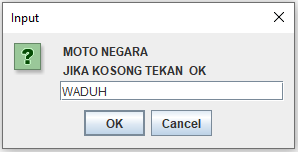 Input
MOTO NEGARA
JIKA KOSONG TEKAN OK
WADUH
OK
Cancel